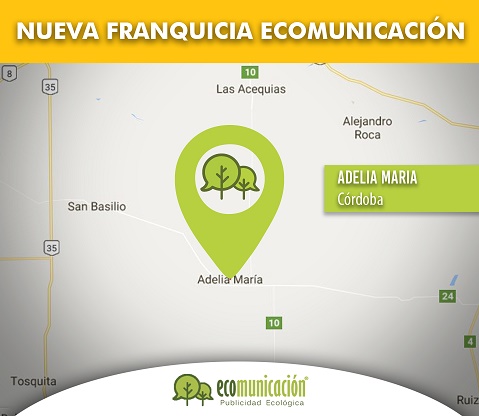 NUEVA FRANQUICIA ECOMUNICACIÓN
8
35
10
Las Acequias
Alejandro
Roca
ADELIA MARIA
Córdoba
San Basilio
35
Adelia María
24
10
4
Tosquita
Ruiz
ecomunicación®
Publicidad Ecológica